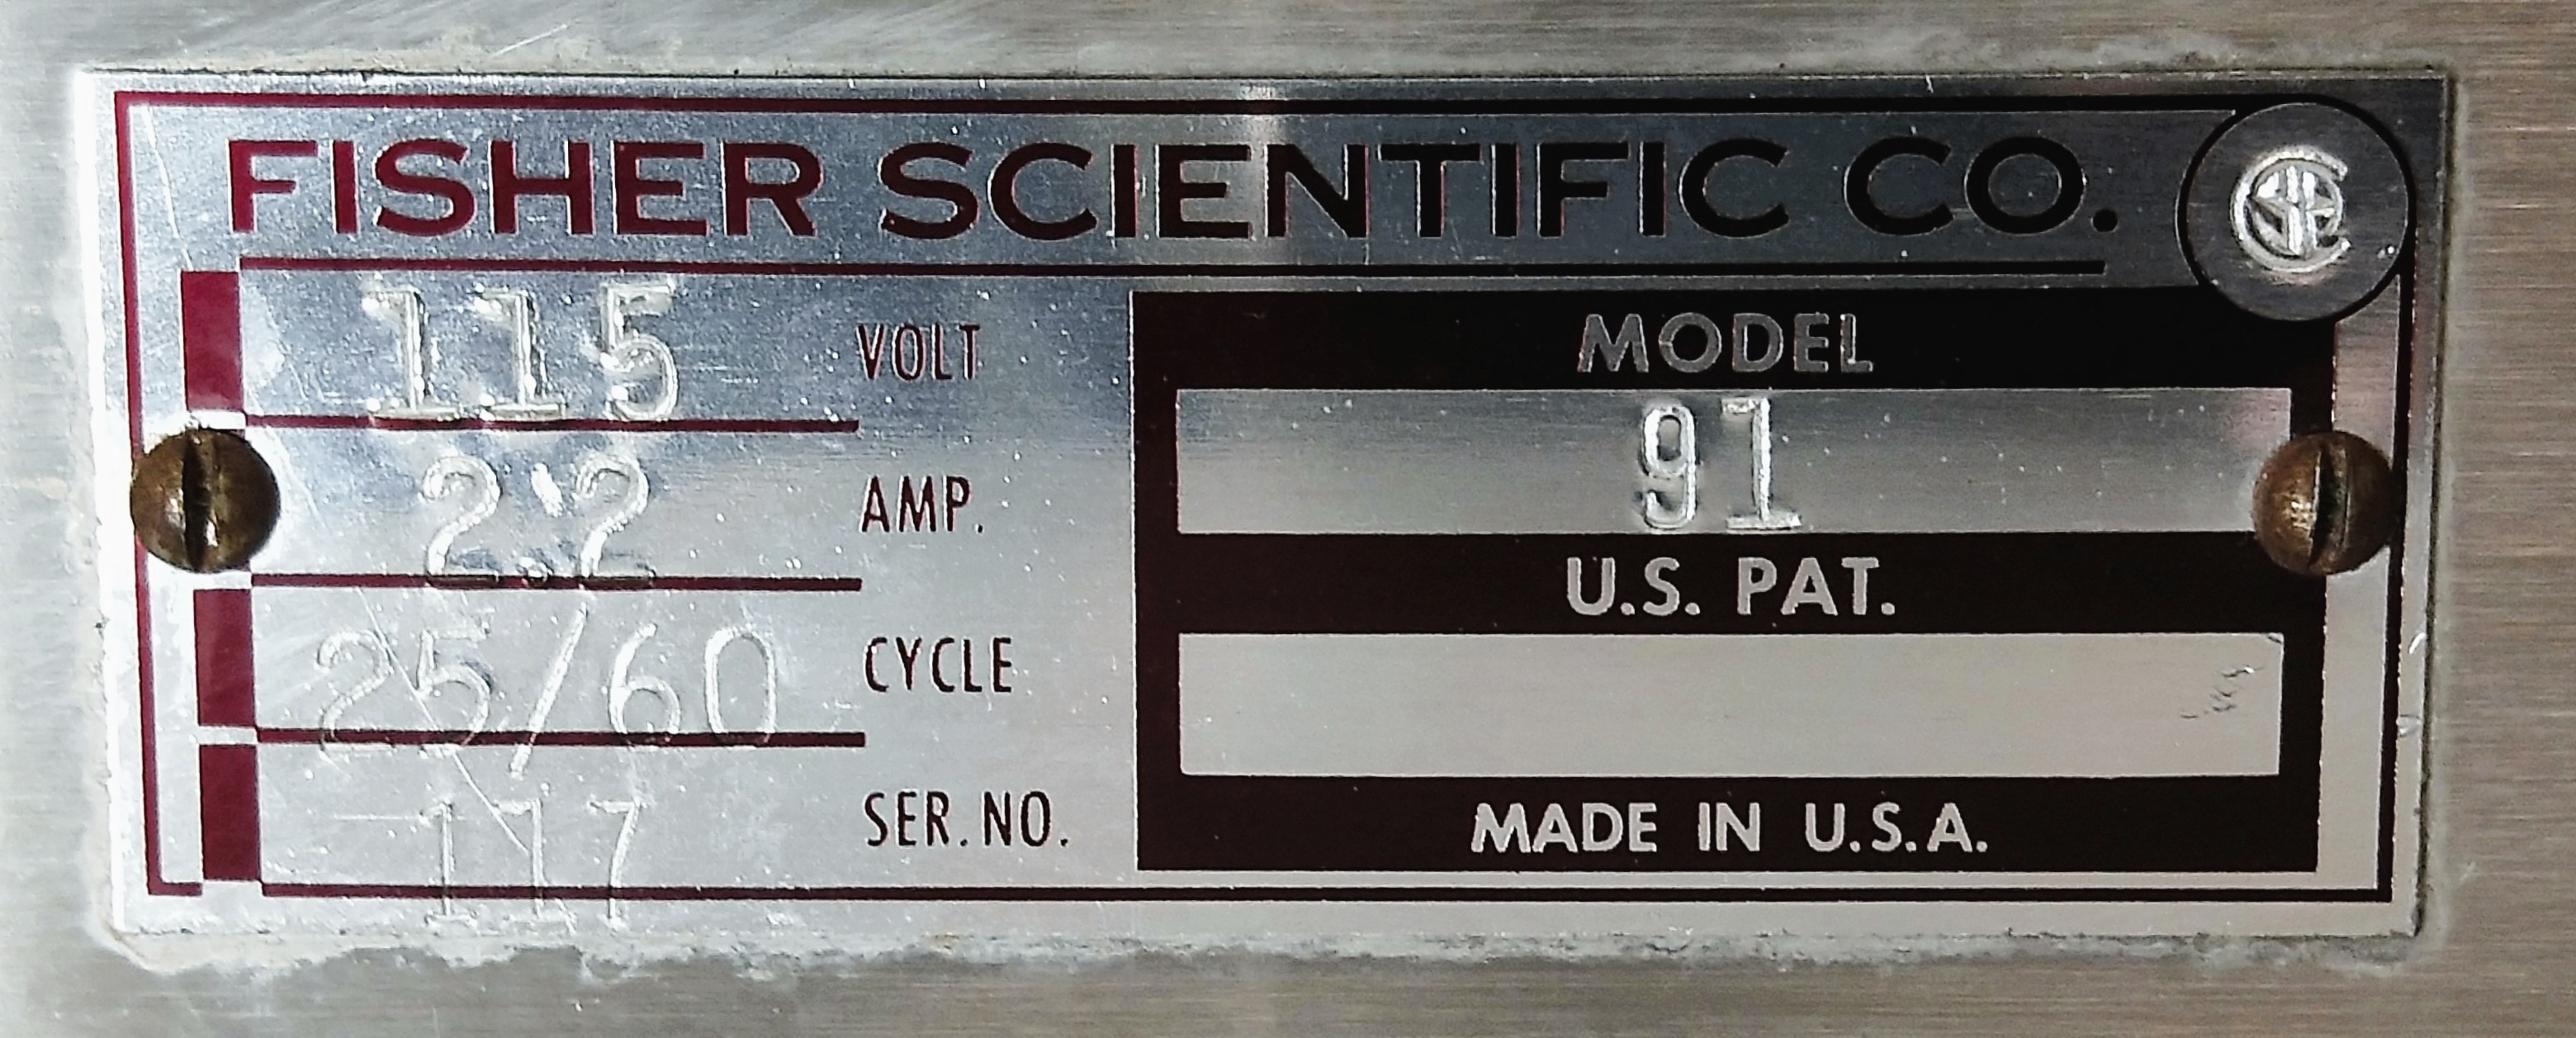 FISHER SCIENTIFIC CO.
115 VOLT
2.2 AMP.
25/60 CYCLE
117 SER. NO.
MODEL
91
U.S. PAT.
MADE IN U.S.A.